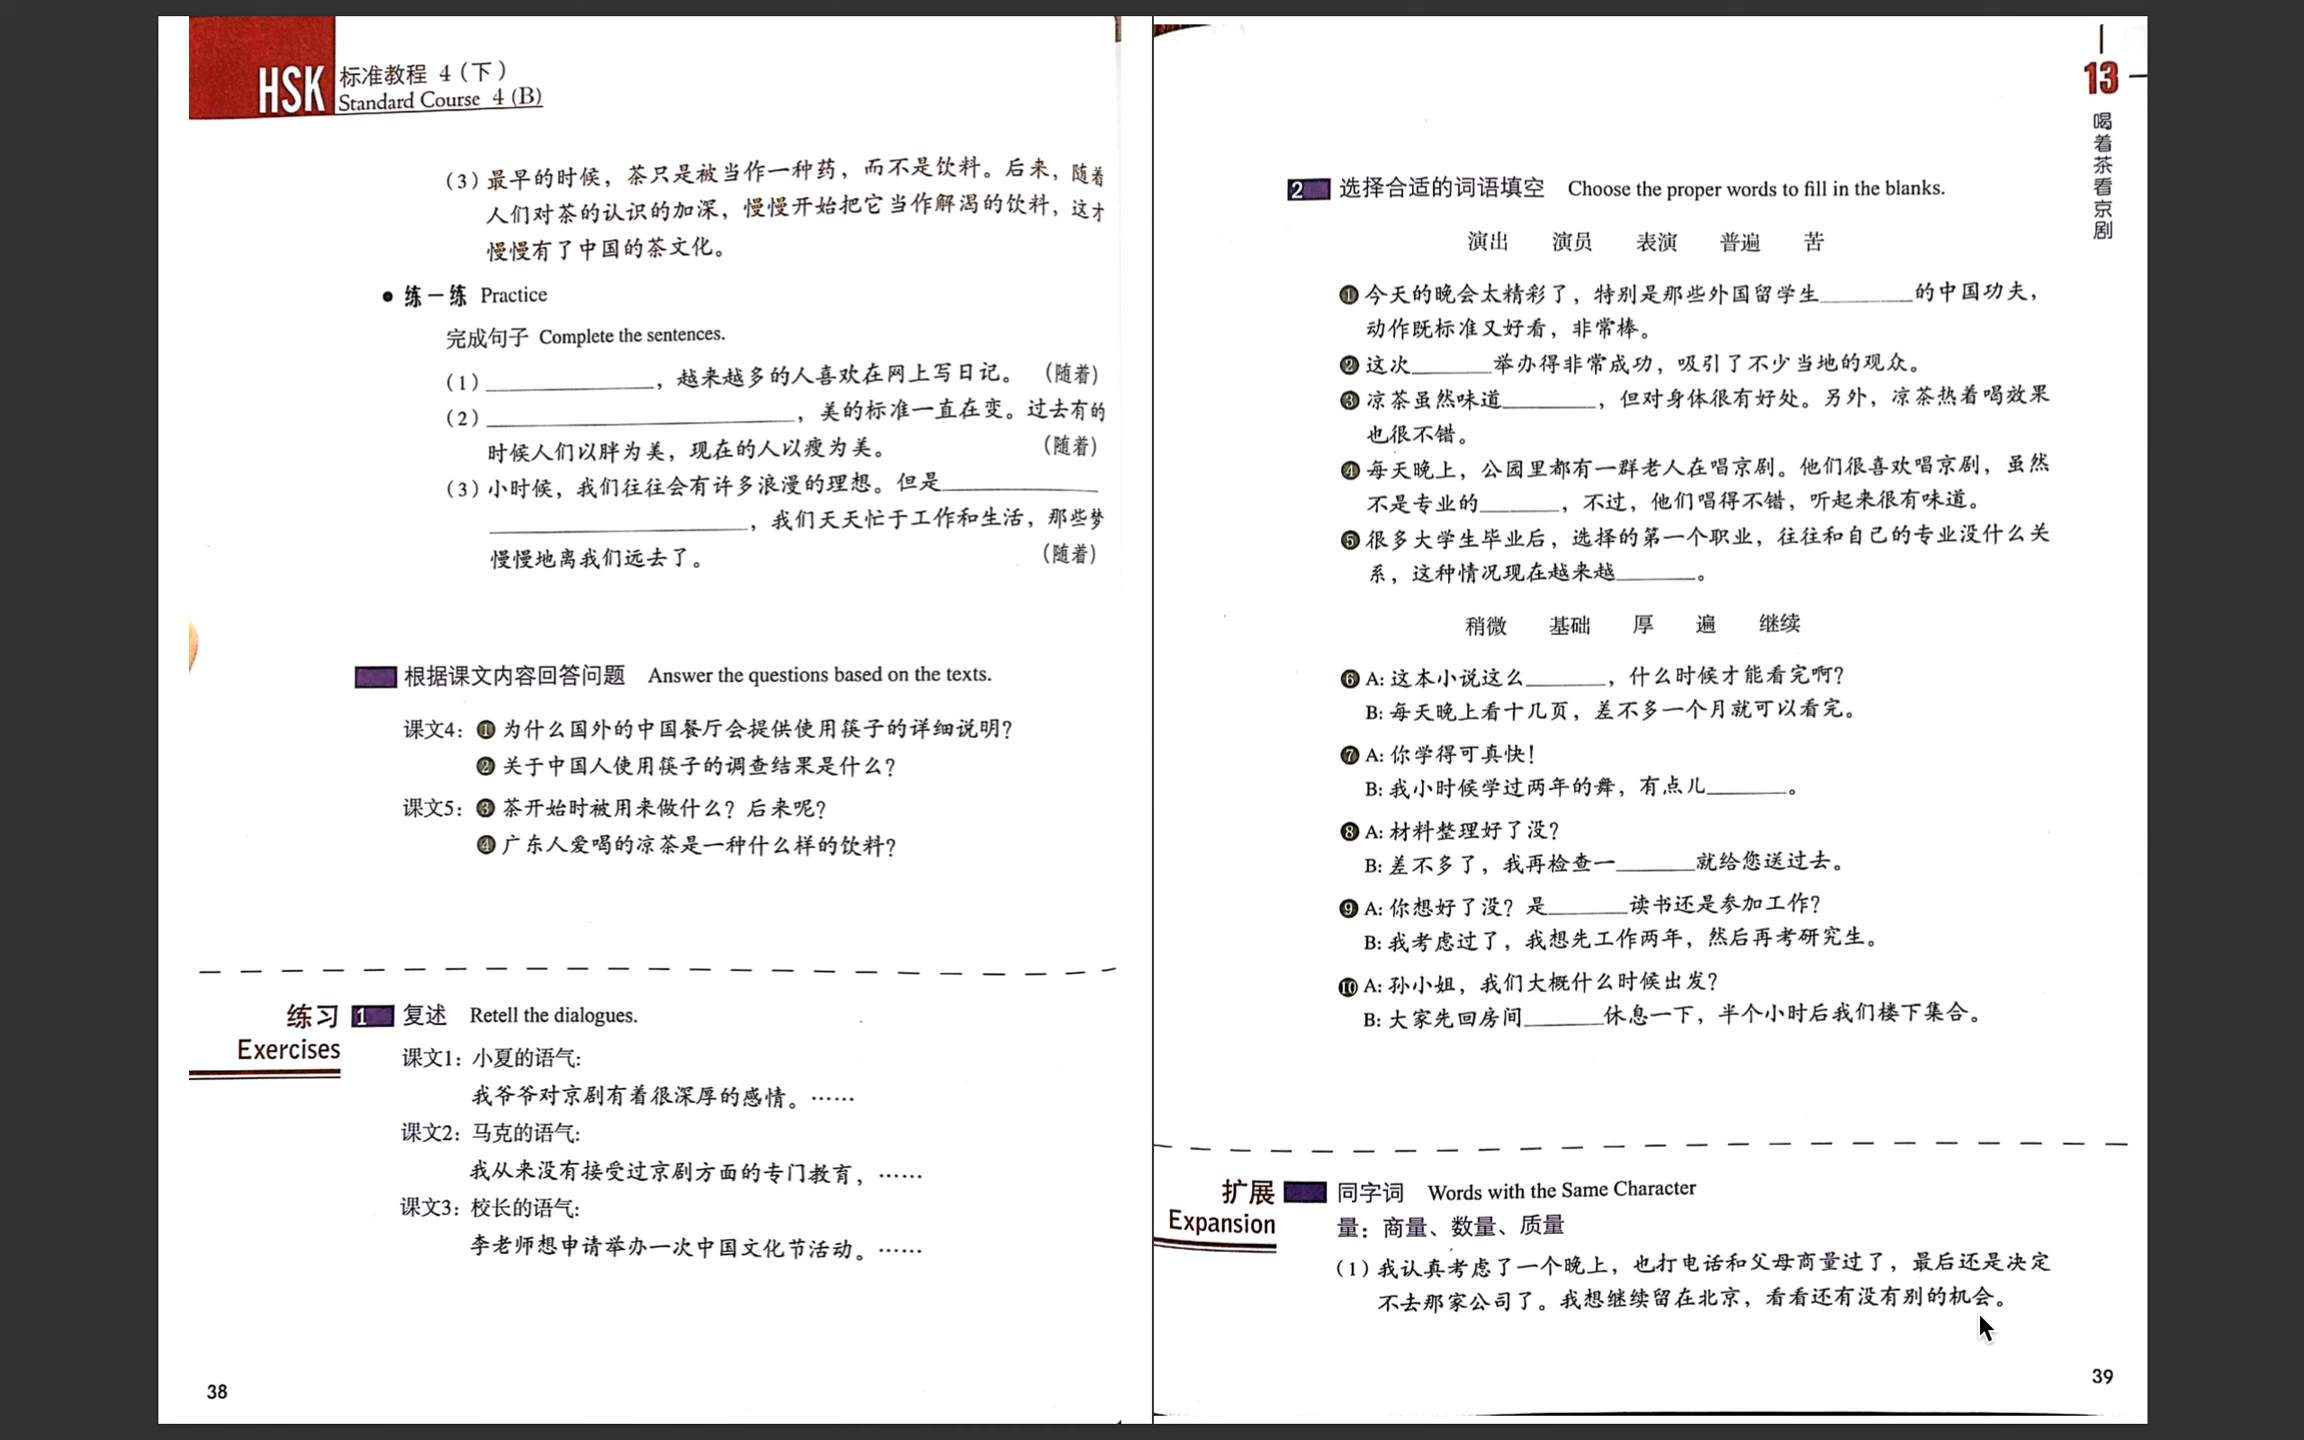 HSK 标准教程 4（下）
Standard Course 4 (B)
（3）最早的时候，茶只是被当作一种药，而不是饮料。后来，随着
人们对茶的认识的加深，慢慢开始把它当作解渴的饮料，这才
慢慢有了中国的茶文化。
● 练一练 Practice
完成句子 Complete the sentences.
（1）______________，越来越多的人喜欢在网上写日记。 （随着）
（2）__________________________，美的标准一直在变。过去有的
时候人们以胖为美，现在的人以瘦为美。 （随着）
（3）小时候，我们往往会有许多浪漫的理想。但是_____________
______________________，我们天天忙于工作和生活，那些梦
慢慢地离我们远去了。 （随着）
根据课文内容回答问题 Answer the questions based on the texts.
课文4：❶ 为什么国外的中国餐厅会提供使用筷子的详细说明？
❷ 关于中国人使用筷子的调查结果是什么？
课文5：❸ 茶开始时被用来做什么？后来呢？
❹ 广东人爱喝的凉茶是一种什么样的饮料？
练习 1 复述 Retell the dialogues.
Exercises
课文1：小夏的语气：
我爷爷对京剧有着很深厚的感情。……
课文2：马克的语气：
我从来没有接受过京剧方面的专门教育，……
课文3：校长的语气：
李老师想申请举办一次中国文化节活动。……
38
13
喝着茶看京剧
2 选择合适的词语填空 Choose the proper words to fill in the blanks.
演出 演员 表演 普遍 苦
❶ 今天的晚会太精彩了，特别是那些外国留学生________的中国功夫，
动作既标准又好看，非常棒。
❷ 这次_______举办得非常成功，吸引了不少当地的观众。
❸ 凉茶虽然味道________，但对身体很有好处。另外，凉茶热着喝效果
也很不错。
❹ 每天晚上，公园里都有一群老人在唱京剧。他们很喜欢唱京剧，虽然
不是专业的_______，不过，他们唱得不错，听起来很有味道。
❺ 很多大学生毕业后，选择的第一个职业，往往和自己的专业没什么关
系，这种情况现在越来越_______。
稍微 基础 厚 遍 继续
❻ A: 这本小说这么_______，什么时候才能看完啊？
B: 每天晚上看十几页，差不多一个月就可以看完。
❼ A: 你学得可真快！
B: 我小时候学过两年的舞，有点儿_______。
❽ A: 材料整理好了没？
B: 差不多了，我再检查一_______就给您送过去。
❾ A: 你想好了没？是_______读书还是参加工作？
B: 我考虑过了，我想先工作两年，然后再考研究生。
❿ A: 孙小姐，我们大概什么时候出发？
B: 大家先回房间_______休息一下，半个小时后我们楼下集合。
扩展 同字词 Words with the Same Character
Expansion
量：商量、数量、质量
（1）我认真考虑了一个晚上，也打电话和父母商量过了，最后还是决定
不去那家公司了。我想继续留在北京，看看还有没有别的机会。
39